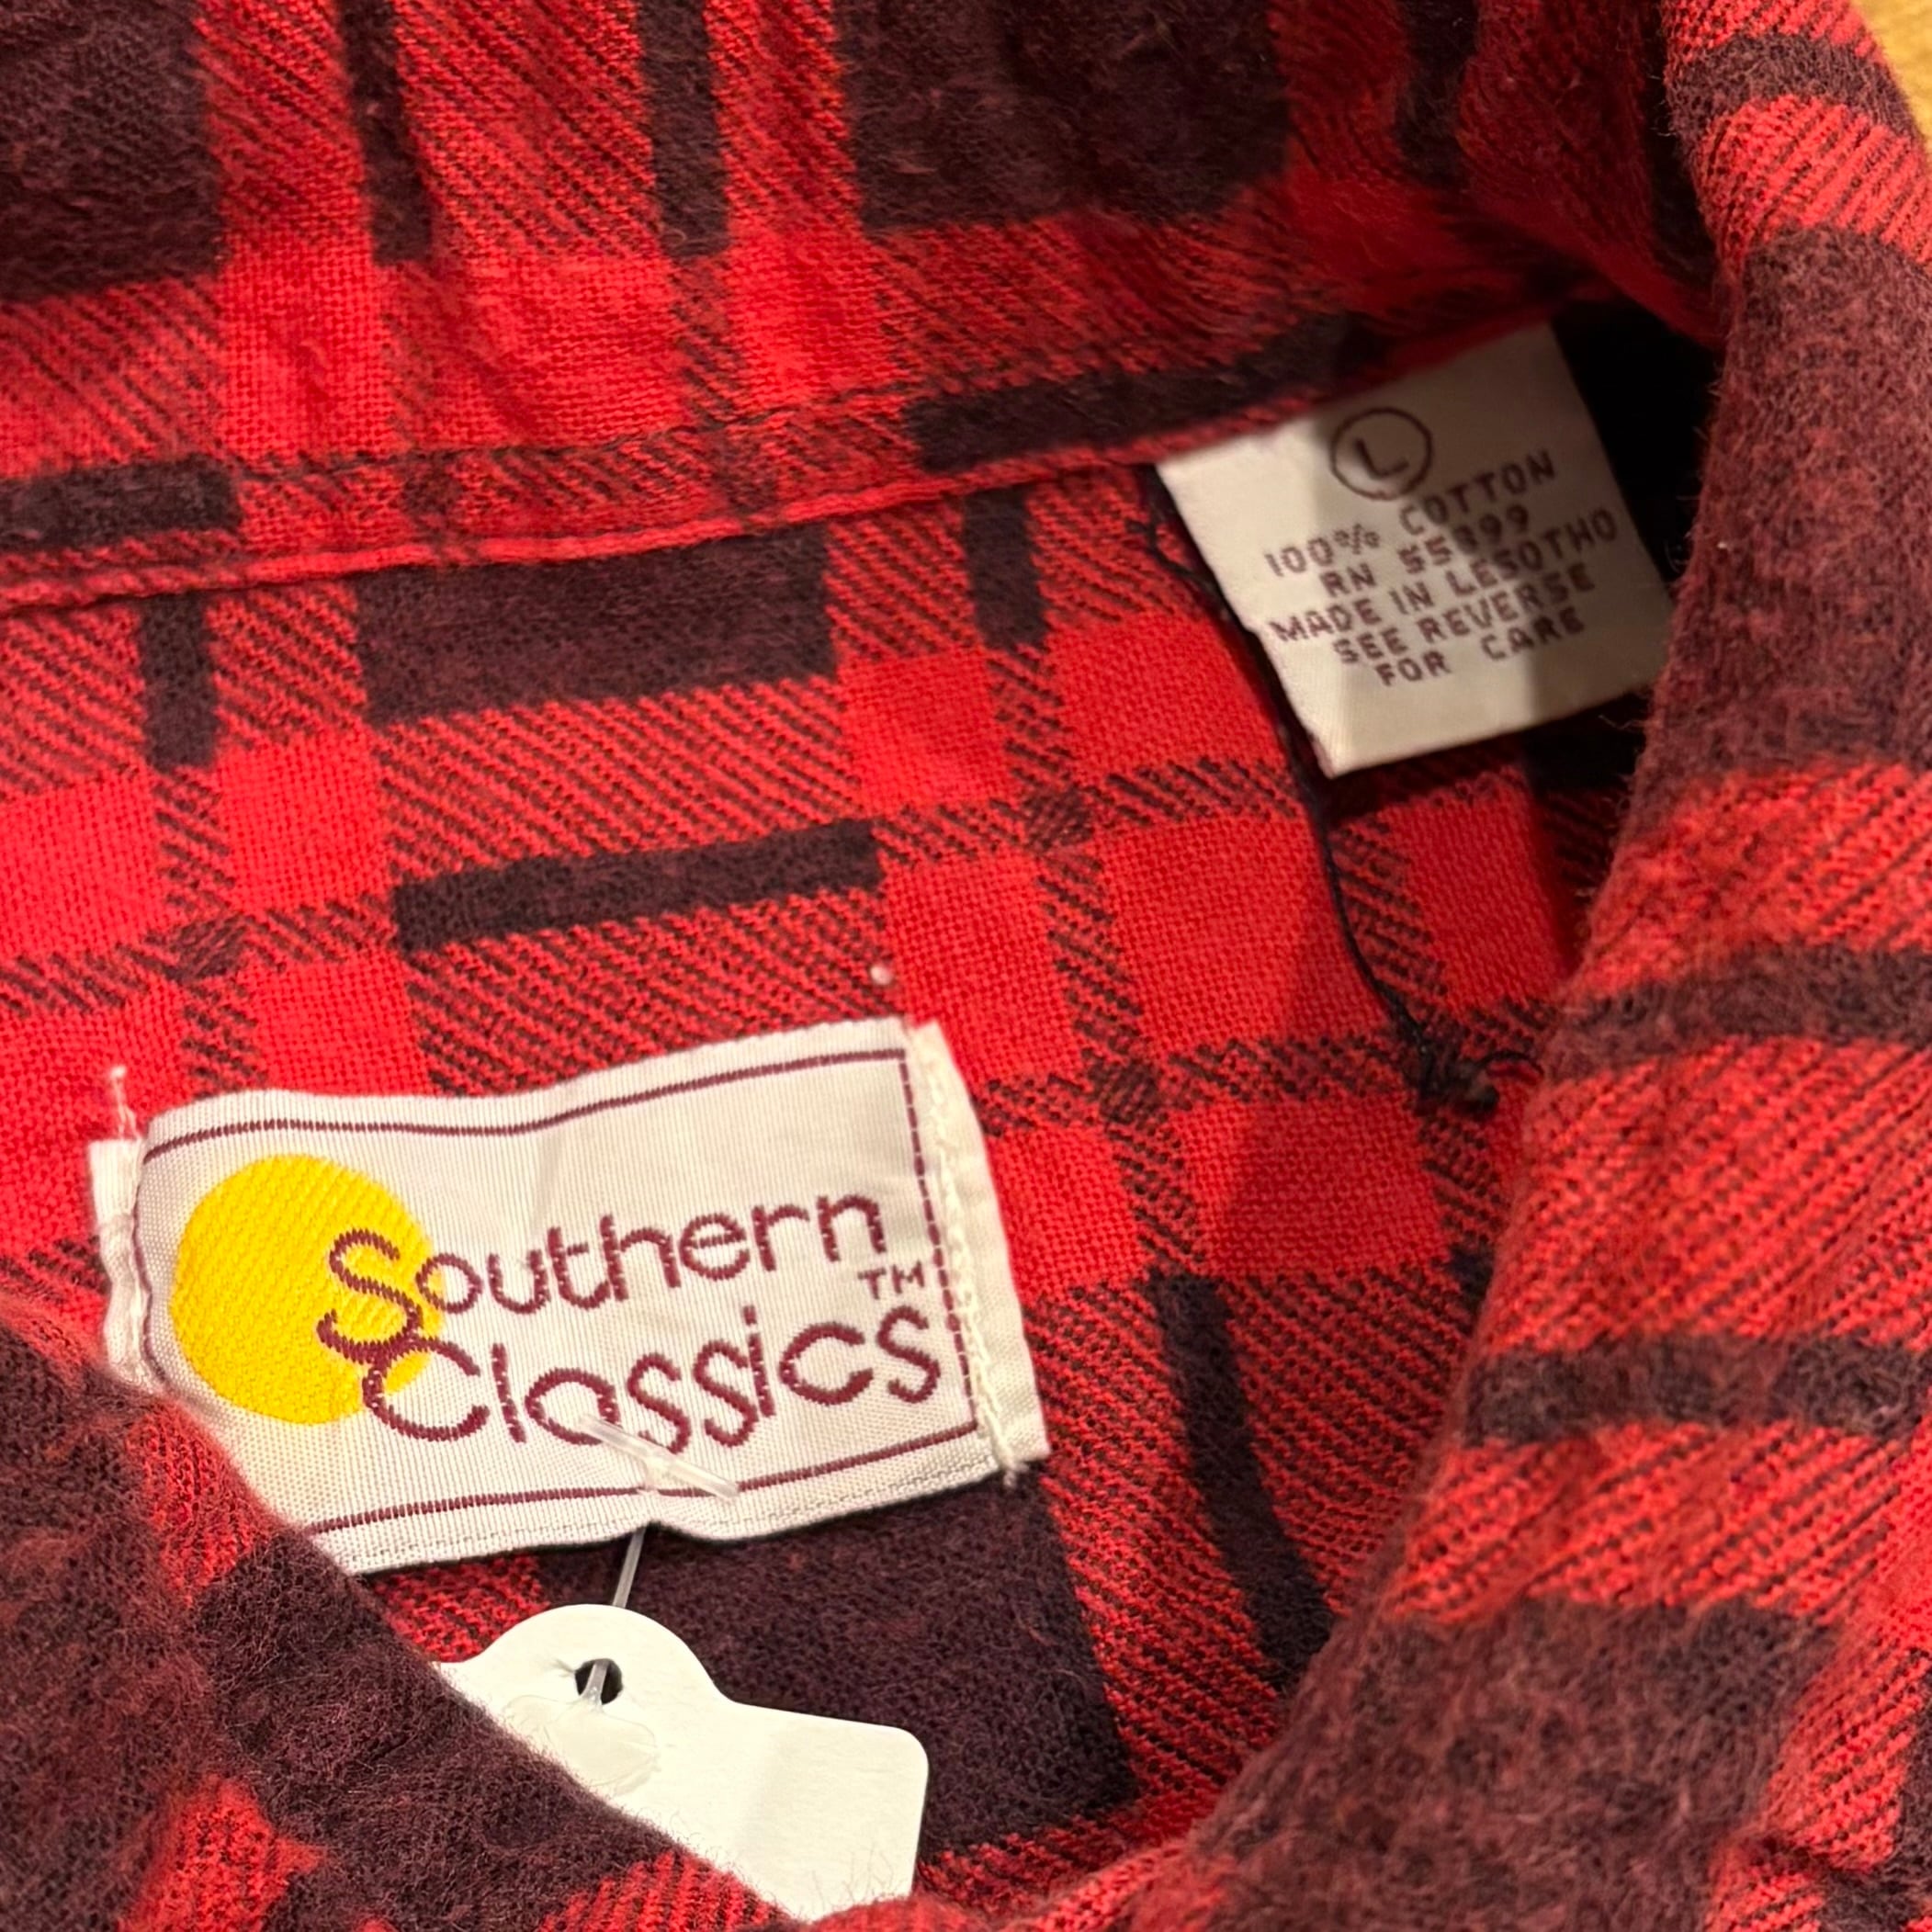 L
100% COTTON
RN 55899
MADE IN LESOTHO
SEE REVERSE
FOR CARE
Southern
TM
Classics